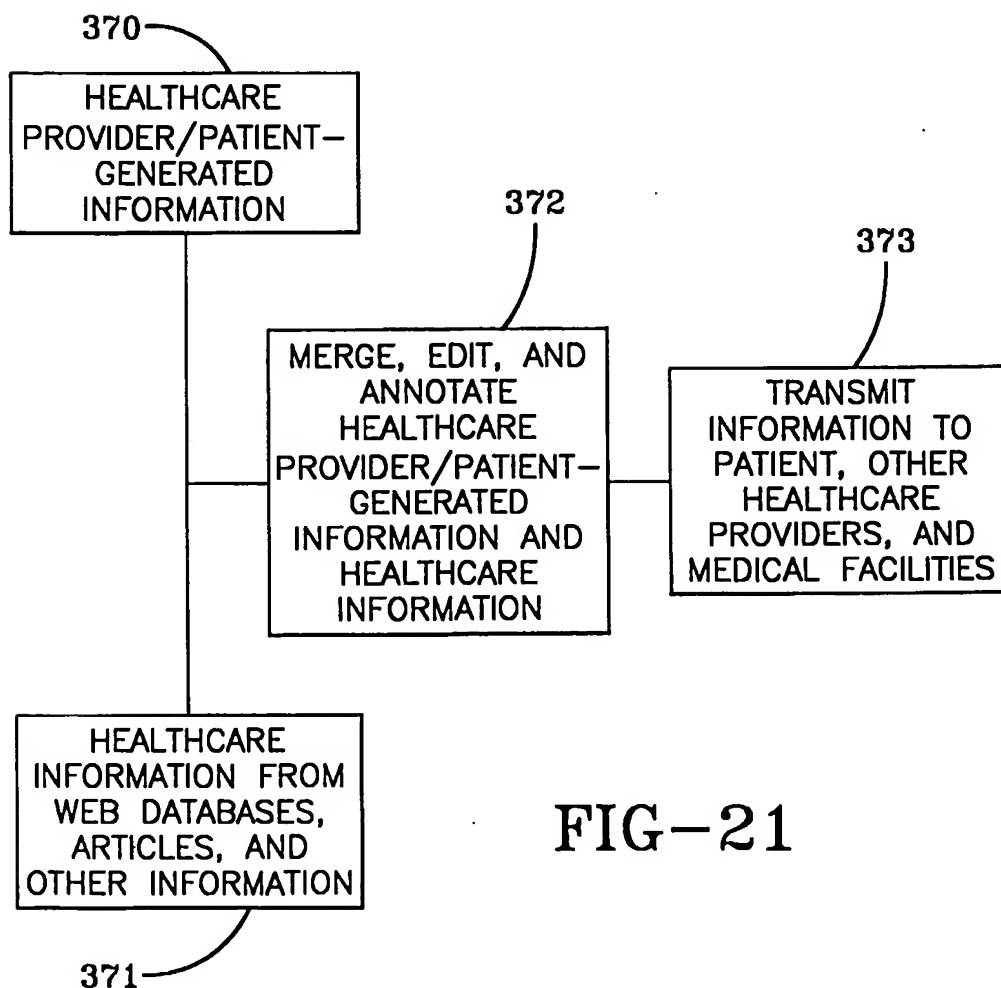 370
HEALTHCARE
PROVIDER/PATIENT-
GENERATED
INFORMATION
372
MERGE, EDIT, AND
ANNOTATE
HEALTHCARE
PROVIDER/PATIENT-
GENERATED
INFORMATION AND
HEALTHCARE
INFORMATION
373
TRANSMIT
INFORMATION TO
PATIENT, OTHER
HEALTHCARE
PROVIDERS, AND
MEDICAL FACILITIES
HEALTHCARE
INFORMATION FROM
WEB DATABASES,
ARTICLES, AND
OTHER INFORMATION
371
FIG-21